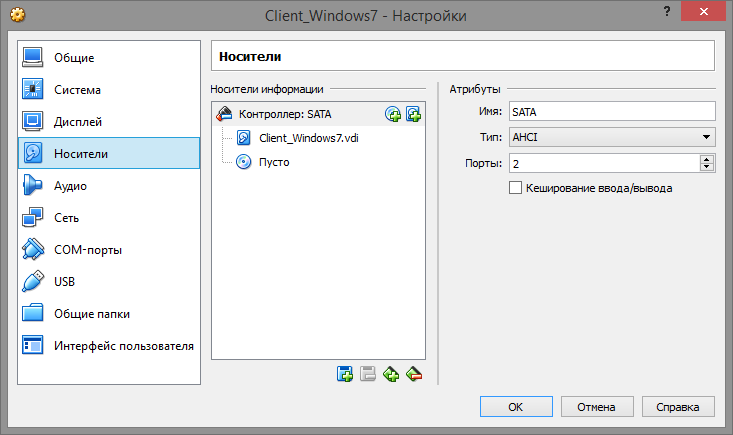 Client_Windows7 - Настройки
?
Общие
Система
Дисплей
Носители
Аудио
Сеть
COM-порты
USB
Общие папки
Интерфейс пользователя
Носители
Носители информации
Контроллер: SATA
Client_Windows7.vdi
Пусто
Атрибуты
Имя: SATA
Тип: AHCI
Порты: 2
Кеширование ввода/вывода
OK
Отмена
Справка